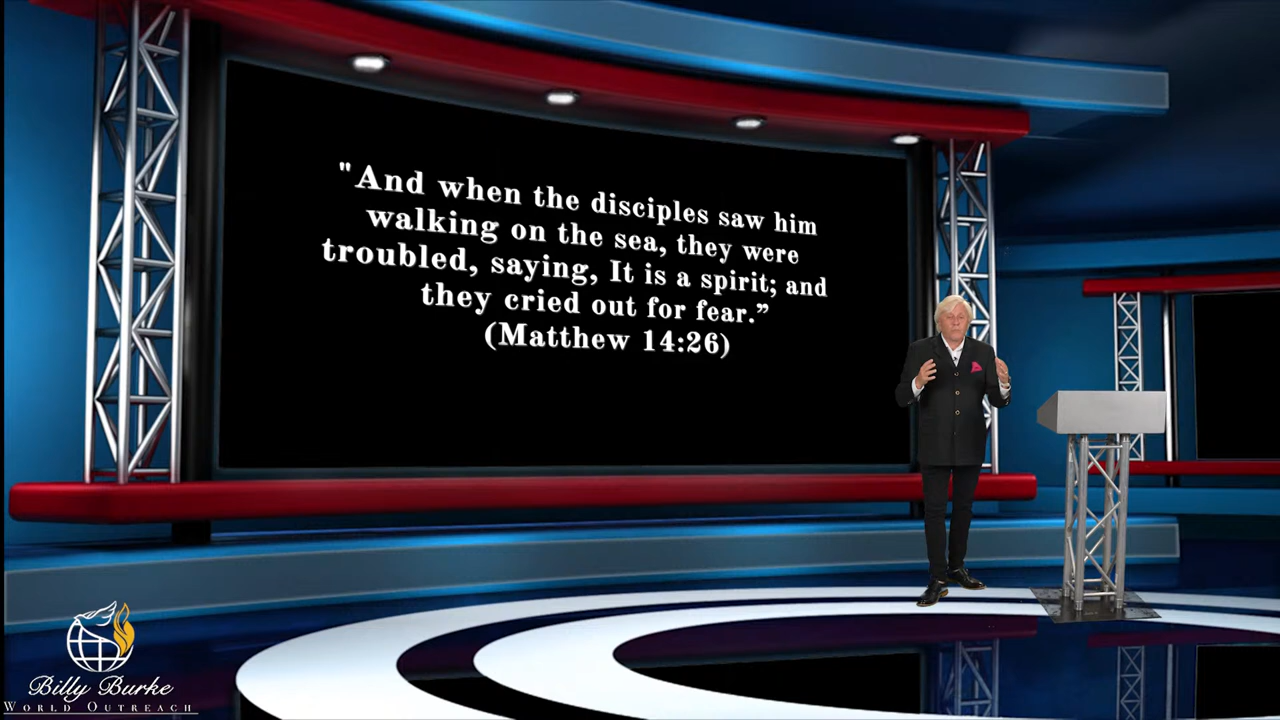 "And when the disciples saw him
walking on the sea, they were
troubled, saying, It is a spirit; and
they cried out for fear.”
(Matthew 14:26)
Billy Burke
World Outreach